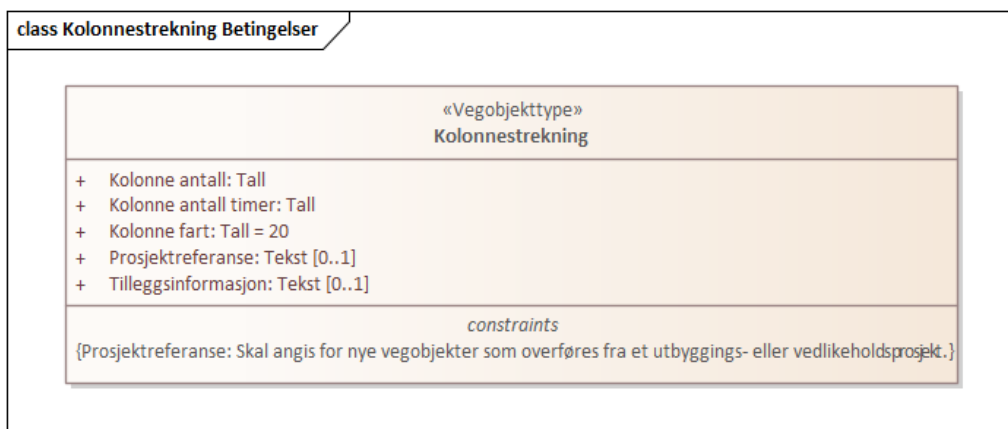 class Kolonnestrekning Betingelser
«Vegobjekttype»
Kolonnestrekning
+ Kolonne antall: Tall
+ Kolonne antall timer: Tall
+ Kolonne fart: Tall = 20
+ Prosjektreferanse: Tekst [0..1]
+ Tilleggsinformasjon: Tekst [0..1]
constraints
{Prosjektreferanse: Skal angis for nye vegobjekter som overføres fra et utbyggings- eller vedlikeholdsprosjekt.}